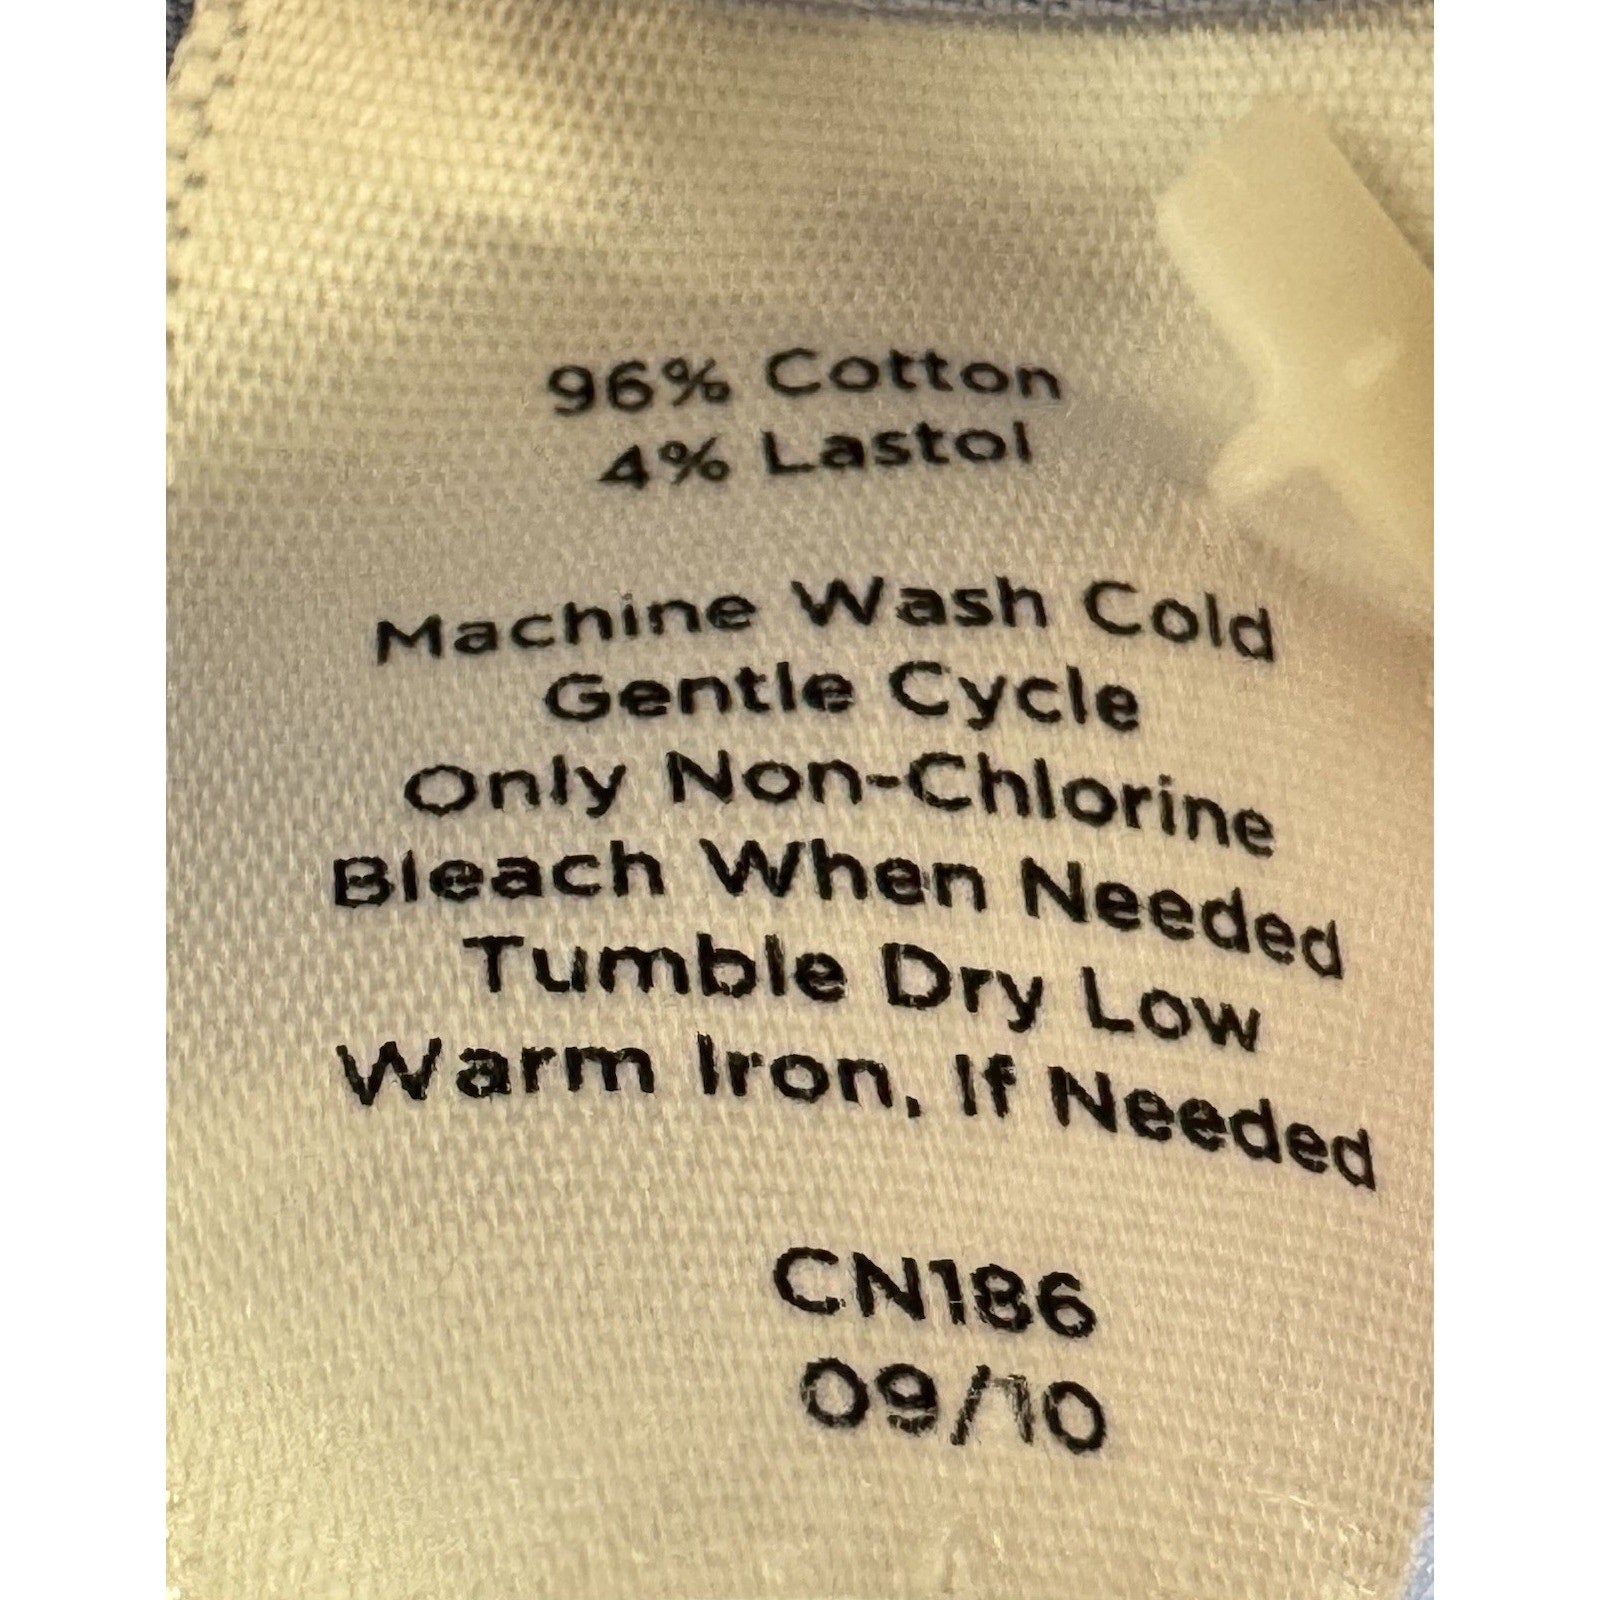 96% Cotton
4% Lastol
Machine Wash Cold
Gentle Cycle
Only Non-Chlorine
Bleach When Needed
Tumble Dry Low
Warm Iron, If Needed
CN186
09/10